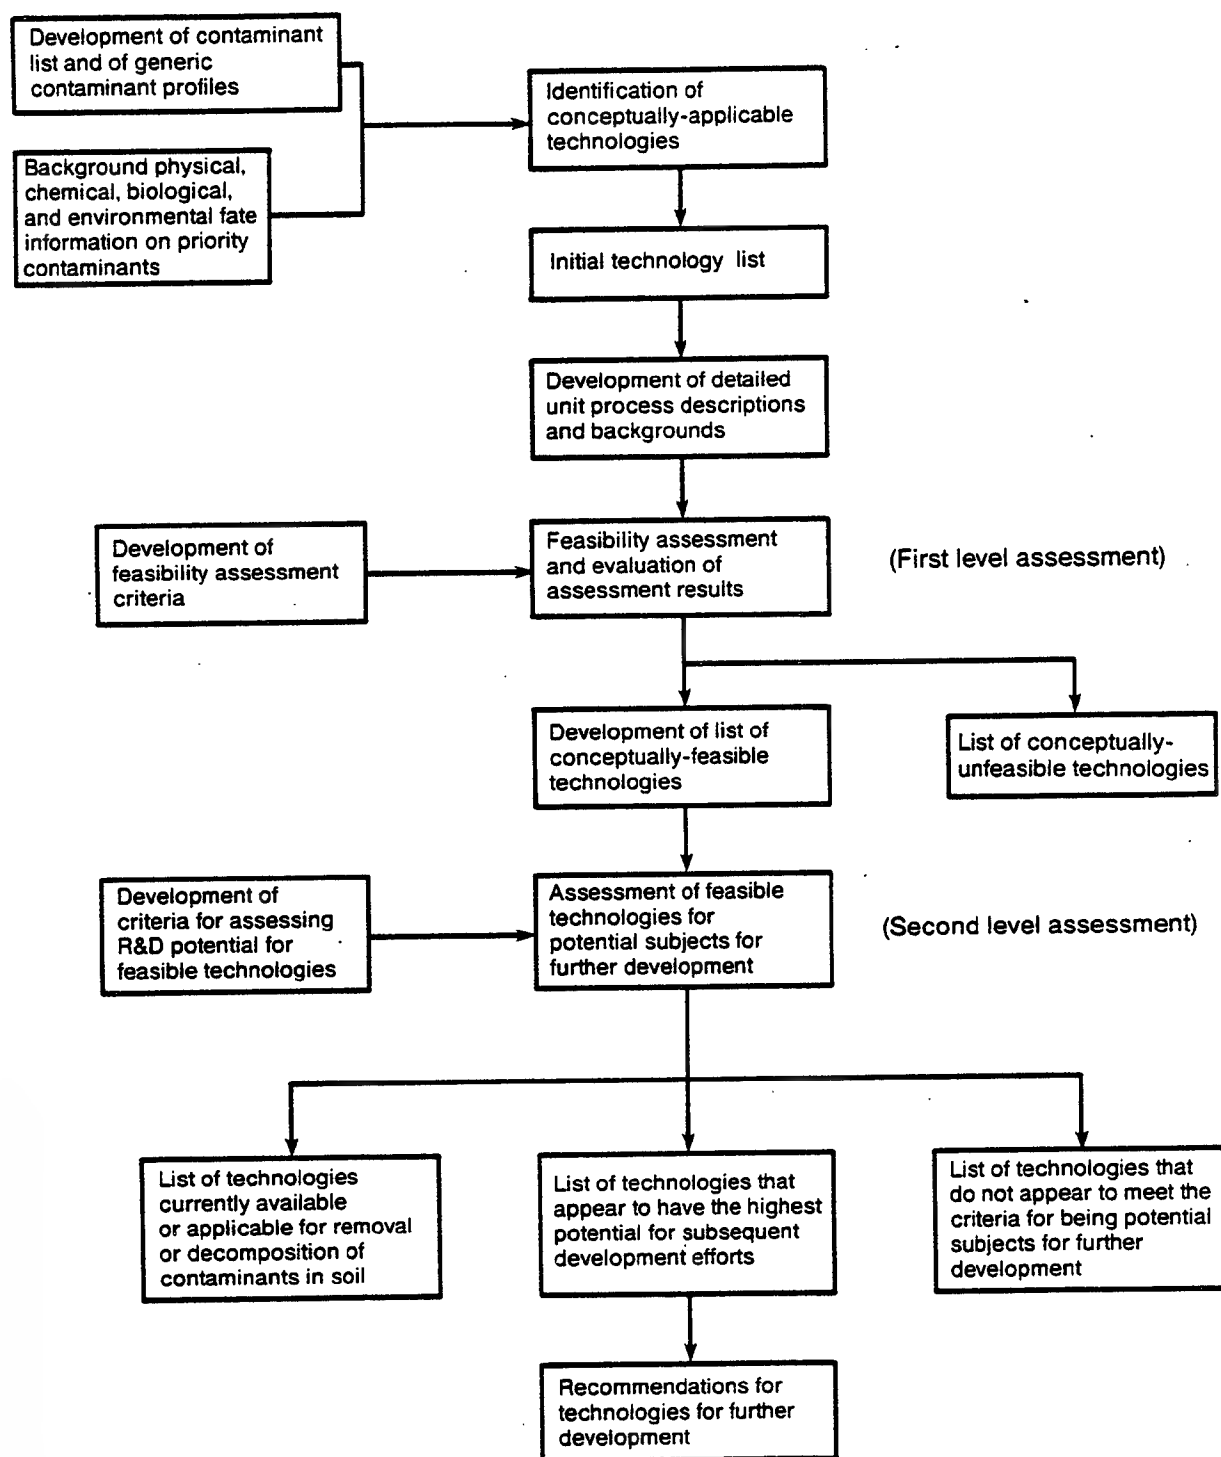 Development of contaminant
list and of generic
contaminant profiles
Background physical,
chemical, biological,
and environmental fate
information on priority
contaminants
Identification of
conceptually-applicable
technologies
Initial technology list
Development of detailed
unit process descriptions
and backgrounds
Development of
feasibility assessment
criteria
Feasibility assessment
and evaluation of
assessment results
(First level assessment)
Development of list of
conceptually-feasible
technologies
List of conceptually-
unfeasible technologies
Development of
criteria for assessing
R&D potential for
feasible technologies
Assessment of feasible
technologies for
potential subjects for
further development
(Second level assessment)
List of technologies
currently available
or applicable for removal
or decomposition of
contaminants in soil
List of technologies that
appear to have the highest
potential for subsequent
development efforts
List of technologies that
do not appear to meet the
criteria for being potential
subjects for further
development
Recommendations for
technologies for further
development